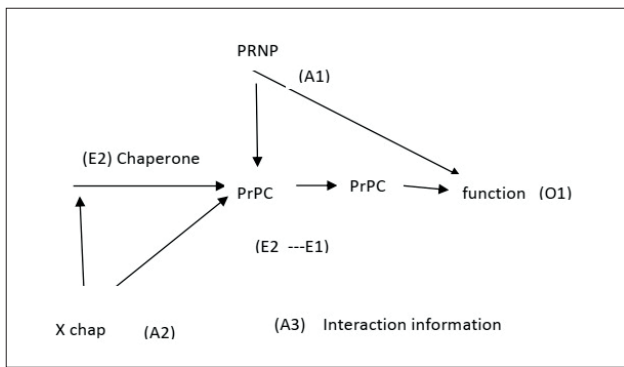 PRNP
(A1)
(E2) Chaperone
PrPC
PrPC
function (O1)
(E2 ---E1)
X chap (A2)
(A3) Interaction information